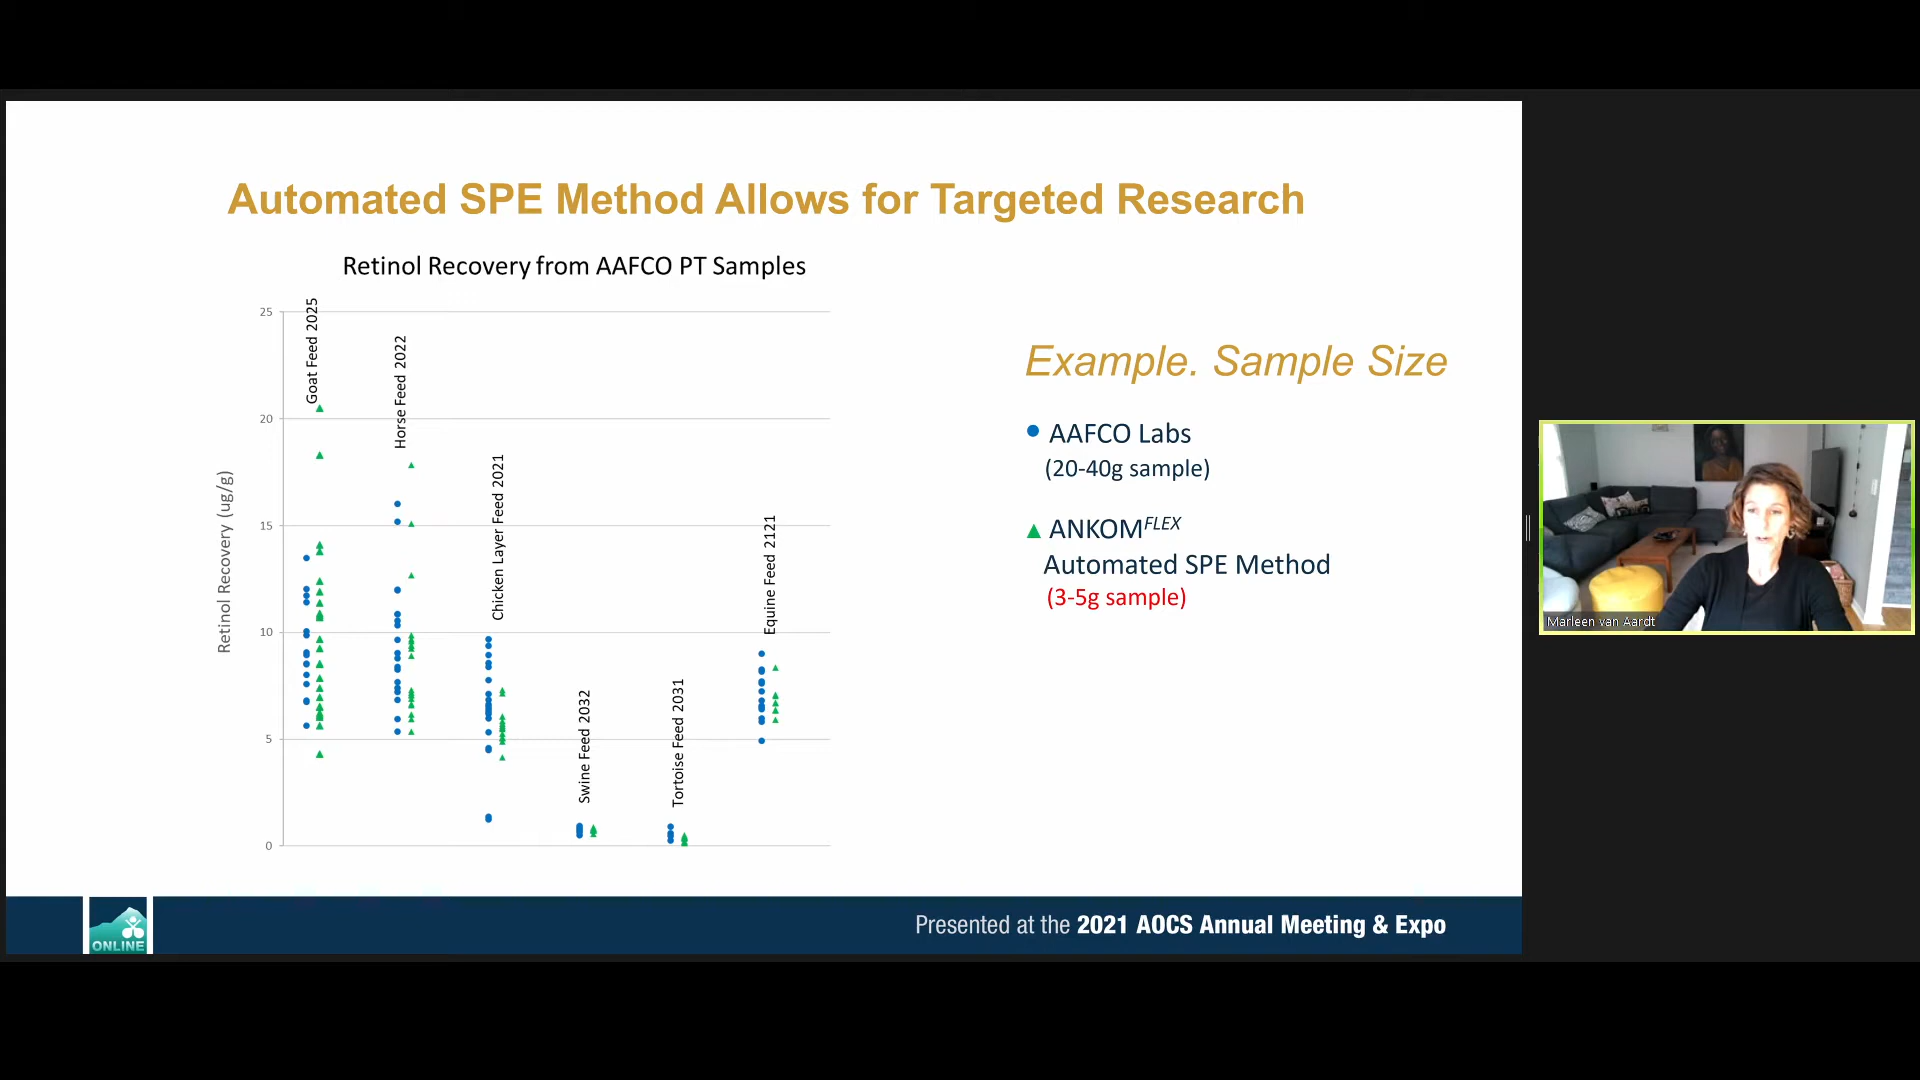 Automated SPE Method Allows for Targeted Research
Retinol Recovery from AAFCO PT Samples
25
20
15
10
5
0
Retinol Recovery (ug/g)
Goat Feed 2025
Horse Feed 2022
Chicken Layer Feed 2021
Swine Feed 2032
Tortoise Feed 2031
Equine Feed 2121
Example. Sample Size
AAFCO Labs
(20-40g sample)
ANKOMFLEX
Automated SPE Method
(3-5g sample)
Marleen van Aardt
ONLINE
Presented at the 2021 AOCS Annual Meeting & Expo